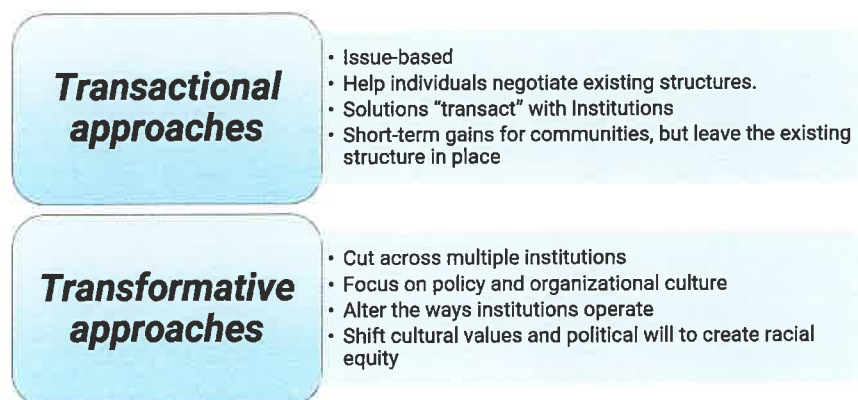 Transactional
approaches
• Issue-based
• Help individuals negotiate existing structures.
• Solutions “transact” with Institutions
• Short-term gains for communities, but leave the existing
structure in place
Transformative
approaches
• Cut across multiple institutions
• Focus on policy and organizational culture
• Alter the ways institutions operate
• Shift cultural values and political will to create racial
equity